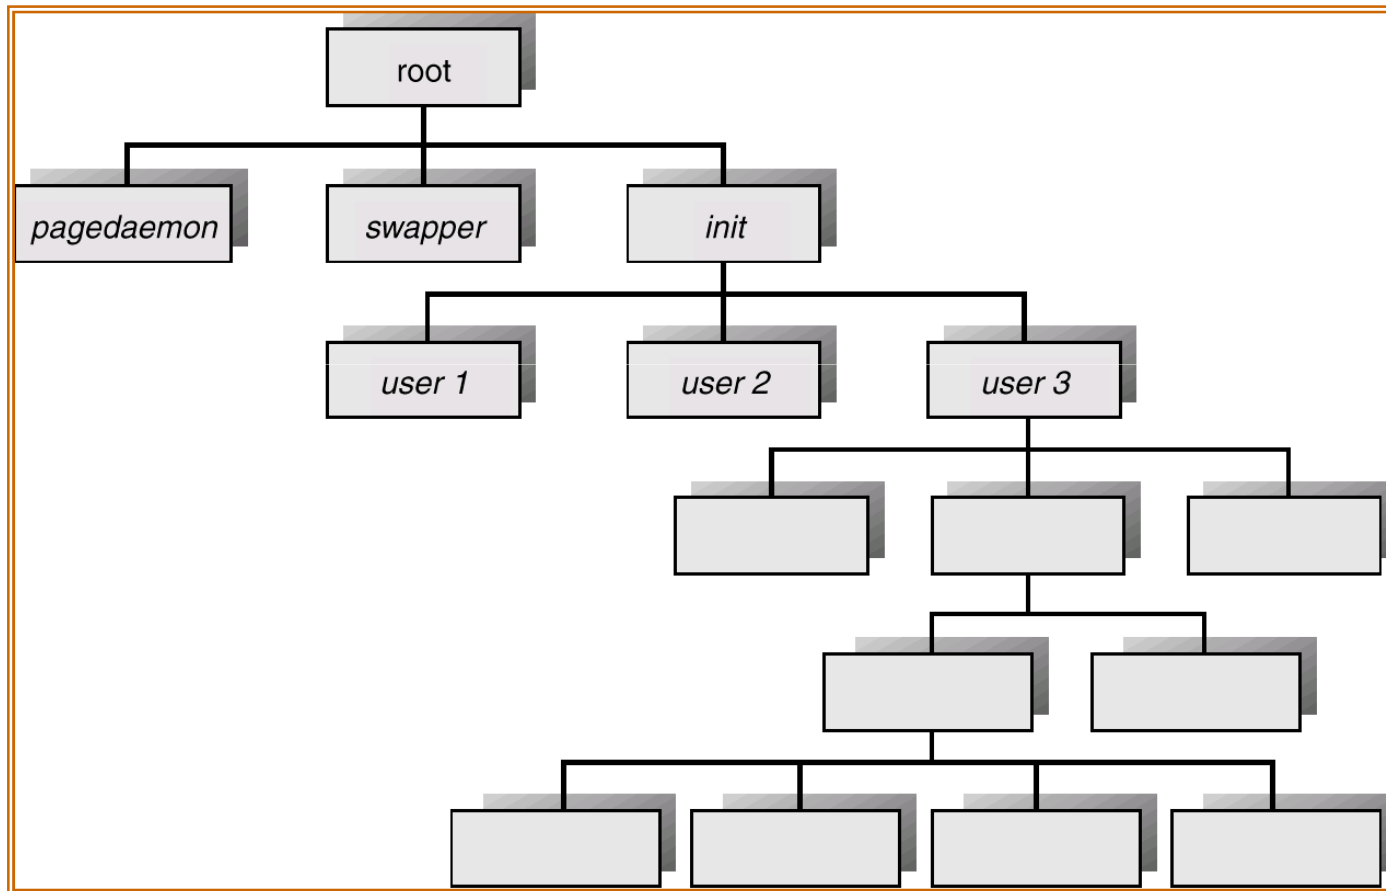 root
pagedaemon
swapper
init
user 1
user 2
user 3